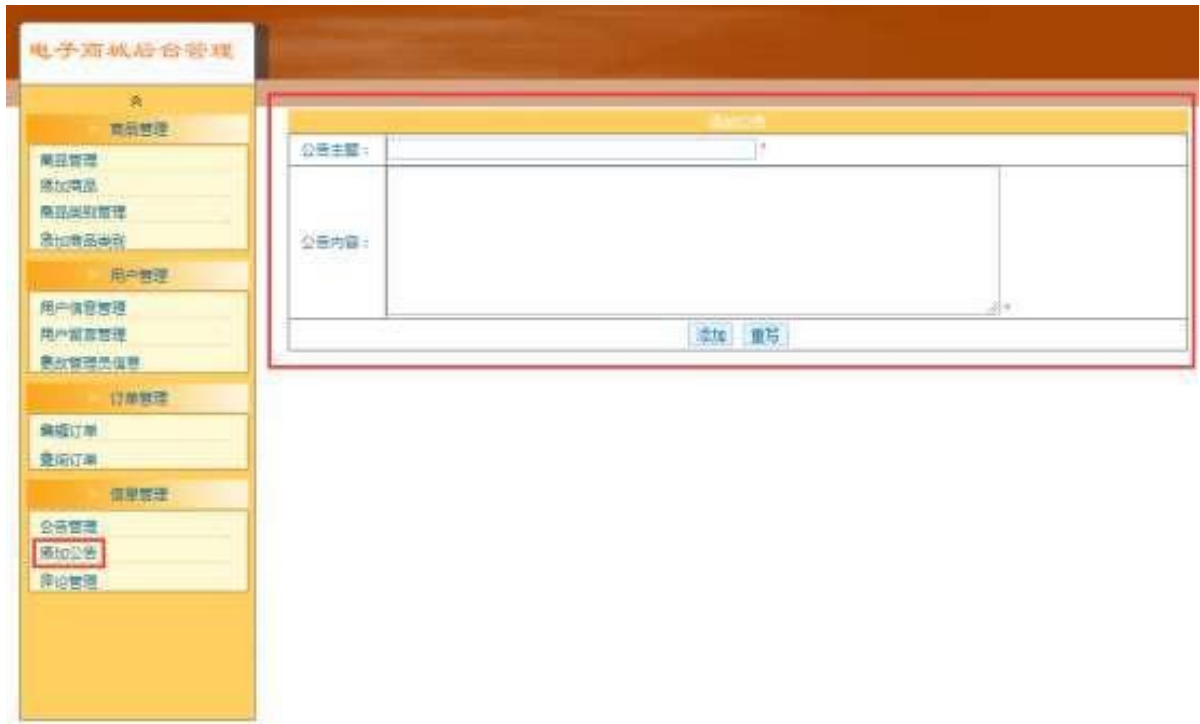 电子商城后台管理
商品管理
商品管理
添加商品
商品类别管理
添加商品类别
用户管理
用户信息管理
用户留言管理
更改管理员信息
订单管理
编辑订单
查询订单
信息管理
公告管理
添加公告
评论管理
添加公告
公告主题：
*
公告内容：
*
添加 重写